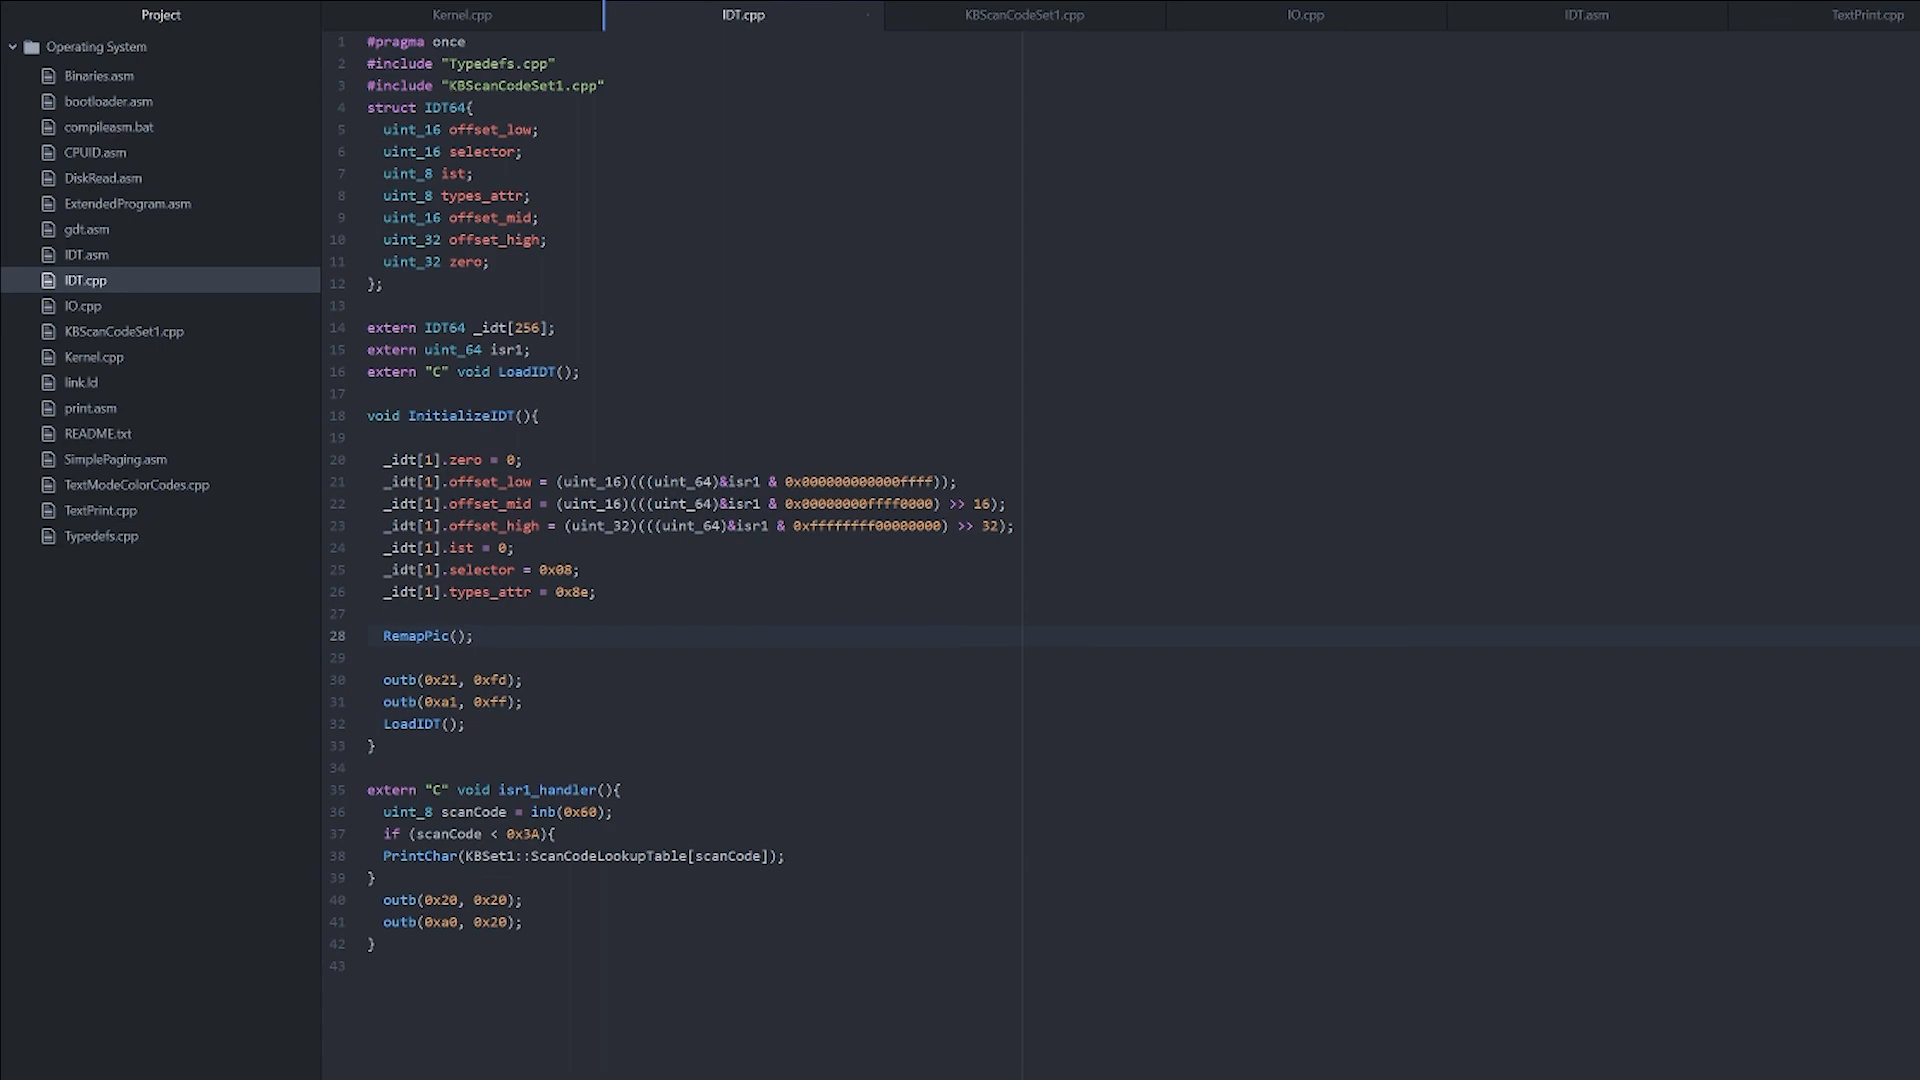 Project
Operating System
Binaries.asm
bootloader.asm
compileasm.bat
CPUID.asm
DiskRead.asm
ExtendedProgram.asm
gdt.asm
IDT.asm
IDT.cpp
IO.cpp
KBScanCodeSet1.cpp
Kernel.cpp
link.ld
print.asm
README.txt
SimplePaging.asm
TextModeColorCodes.cpp
TextPrint.cpp
Typedefs.cpp
Kernel.cpp IDT.cpp KBScanCodeSet1.cpp IO.cpp IDT.asm TextPrint.cpp
1 #pragma once
2 #include "Typedefs.cpp"
3 #include "KBScanCodeSet1.cpp"
4 struct IDT64{
5 uint_16 offset_low;
6 uint_16 selector;
7 uint_8 ist;
8 uint_8 types_attr;
9 uint_16 offset_mid;
10 uint_32 offset_high;
11 uint_32 zero;
12 };
13
14 extern IDT64 _idt[256];
15 extern uint_64 isr1;
16 extern "C" void LoadIDT();
17
18 void InitializeIDT(){
19
20 _idt[1].zero = 0;
21 _idt[1].offset_low = (uint_16)(((uint_64)&isr1 & 0x000000000000ffff));
22 _idt[1].offset_mid = (uint_16)(((uint_64)&isr1 & 0x00000000ffff0000) >> 16);
23 _idt[1].offset_high = (uint_32)(((uint_64)&isr1 & 0xffffffff00000000) >> 32);
24 _idt[1].ist = 0;
25 _idt[1].selector = 0x08;
26 _idt[1].types_attr = 0x8e;
27
28 RemapPic();
29
30 outb(0x21, 0xfd);
31 outb(0xa1, 0xff);
32 LoadIDT();
33 }
34
35 extern "C" void isr1_handler(){
36 uint_8 scanCode = inb(0x60);
37 if (scanCode < 0x3A){
38 PrintChar(KBSet1::ScanCodeLookupTable[scanCode]);
39 }
40 outb(0x20, 0x20);
41 outb(0xa0, 0x20);
42 }
43